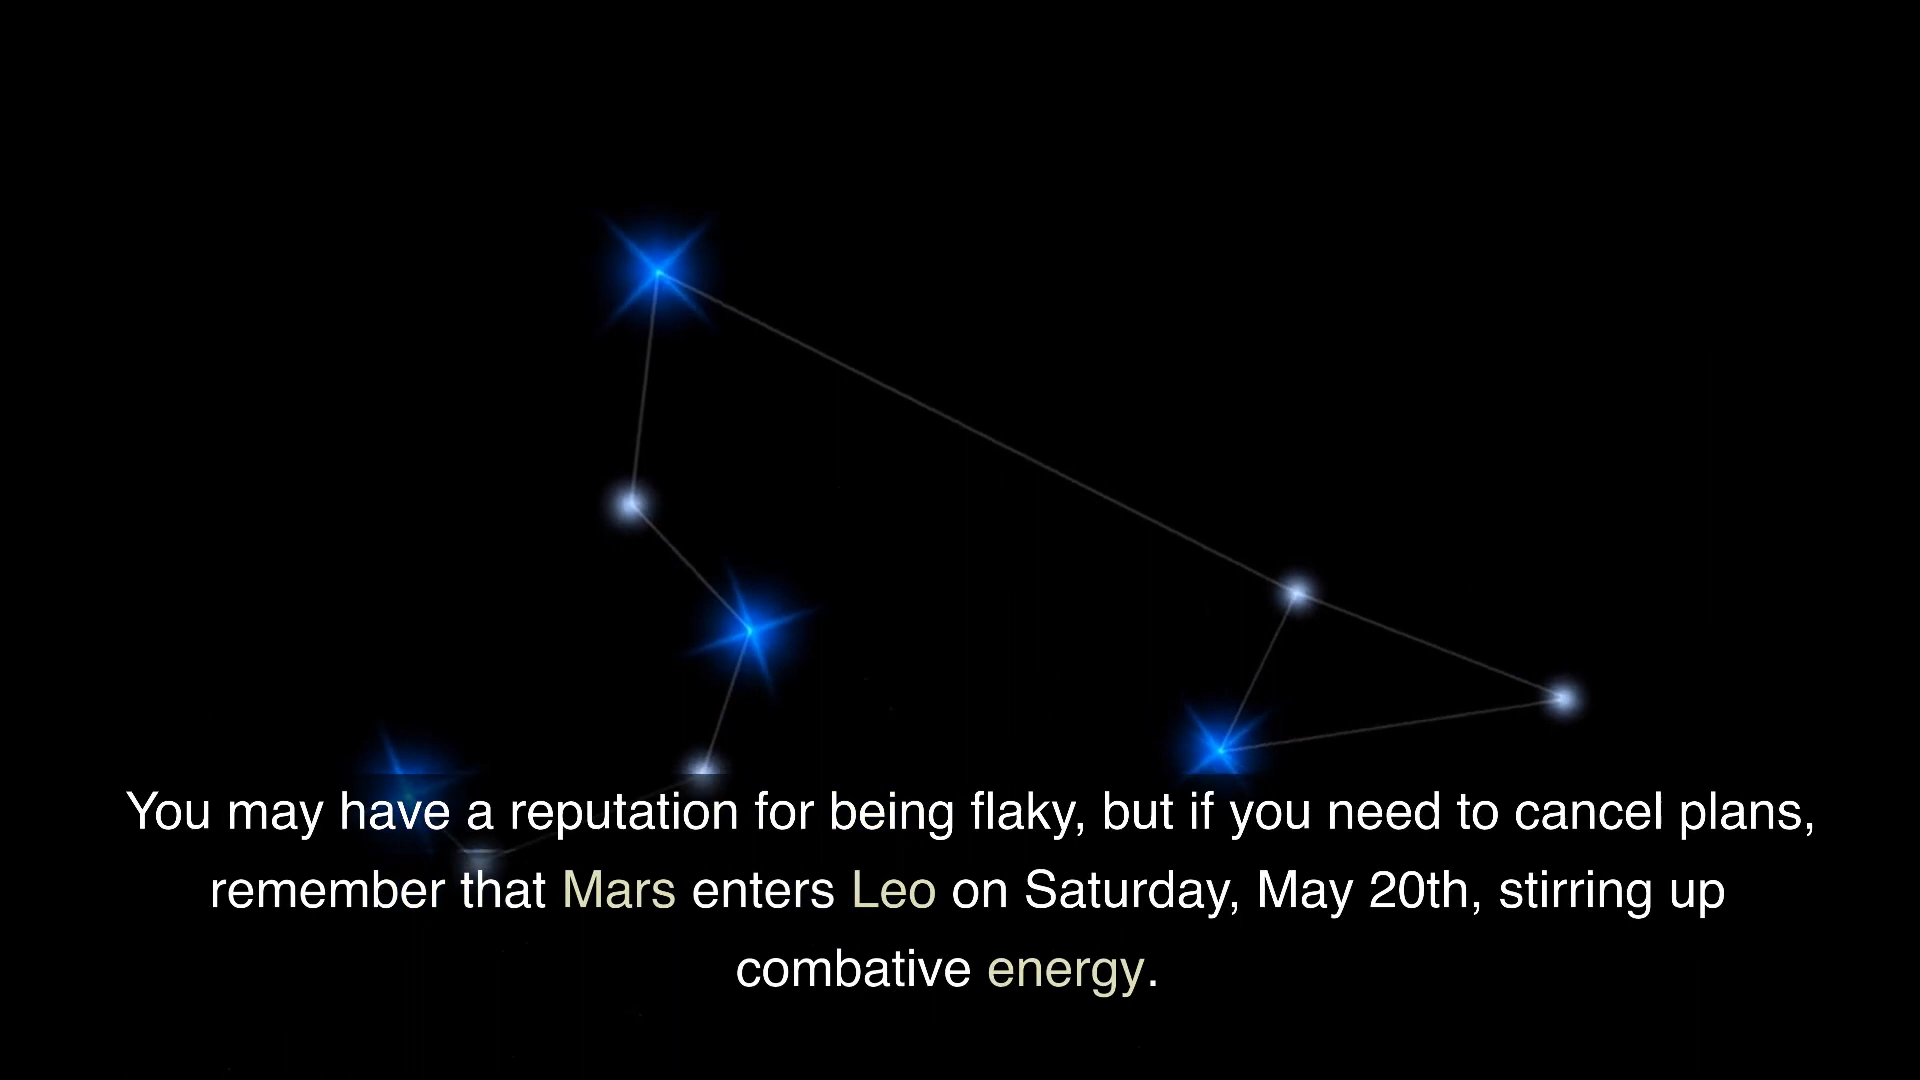 You may have a reputation for being flaky, but if you need to cancel plans,
remember that Mars enters Leo on Saturday, May 20th, stirring up
combative energy.